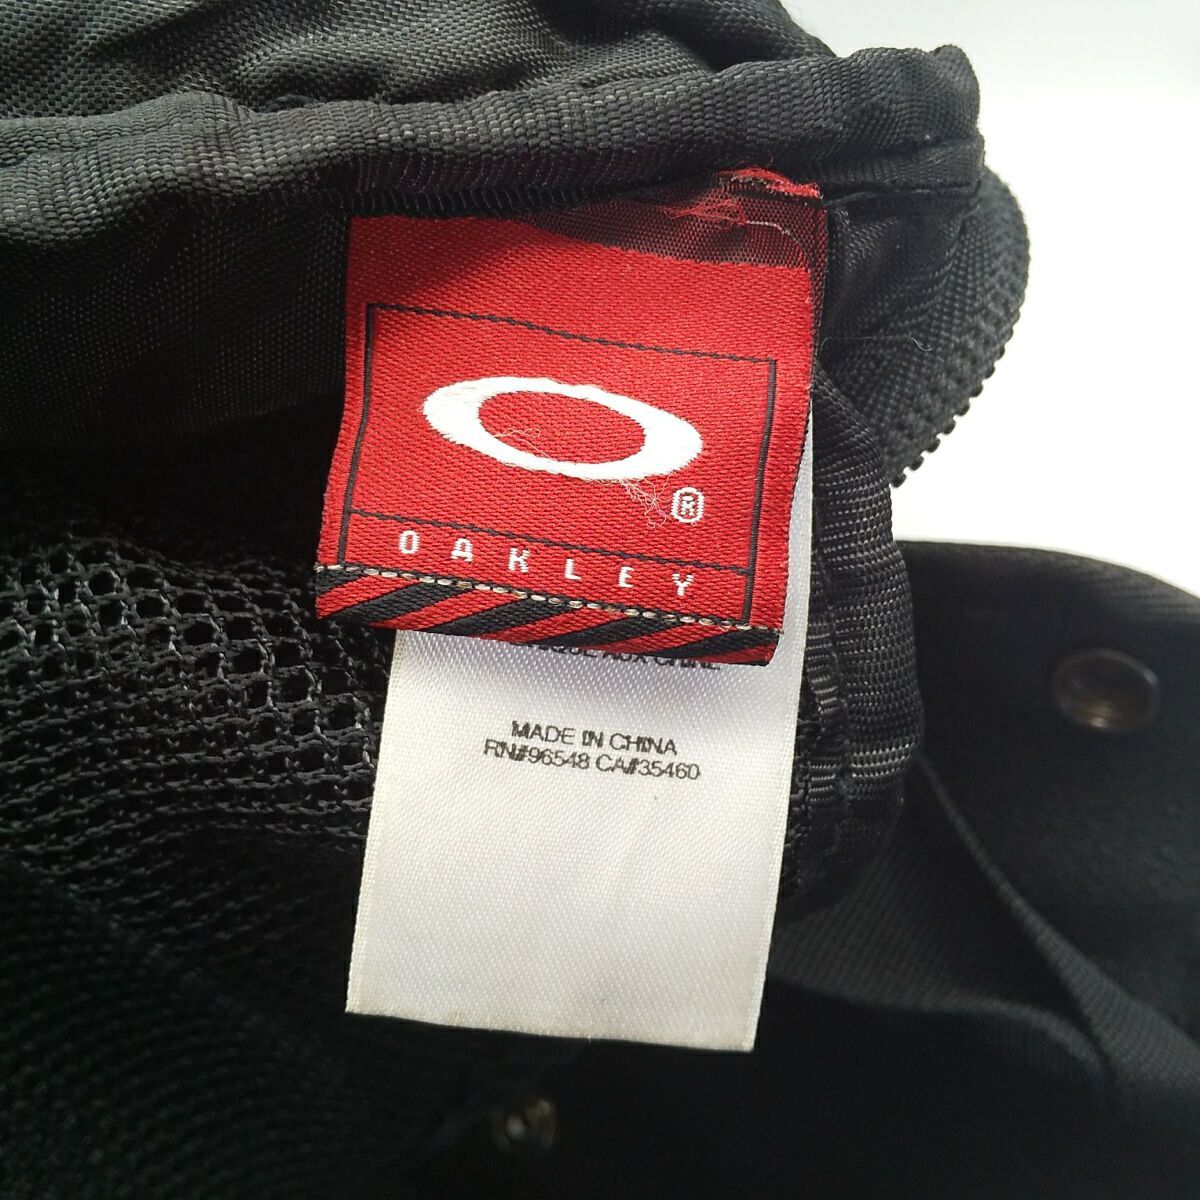 ®
OAKLEY
MADE IN CHINA
RN#96548 CA#35460